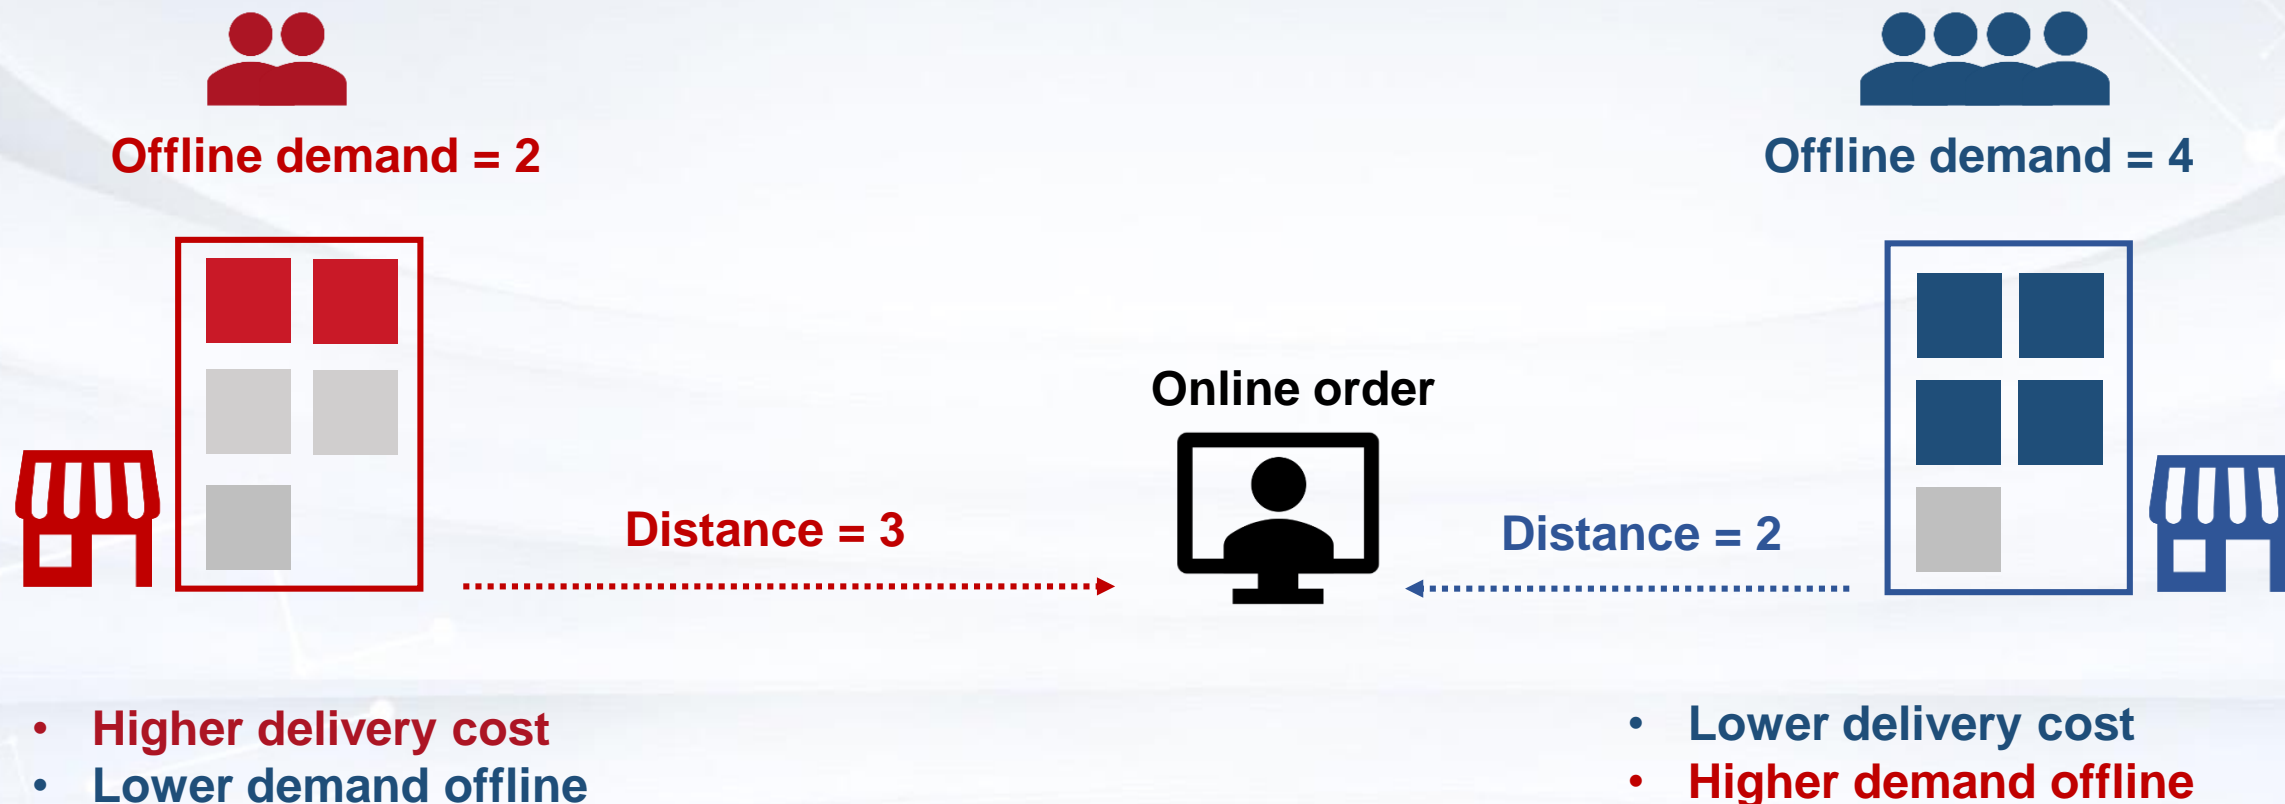 Offline demand = 2
Offline demand = 4
Online order
Distance = 3
Distance = 2
• Higher delivery cost
• Lower demand offline
• Lower delivery cost
• Higher demand offline